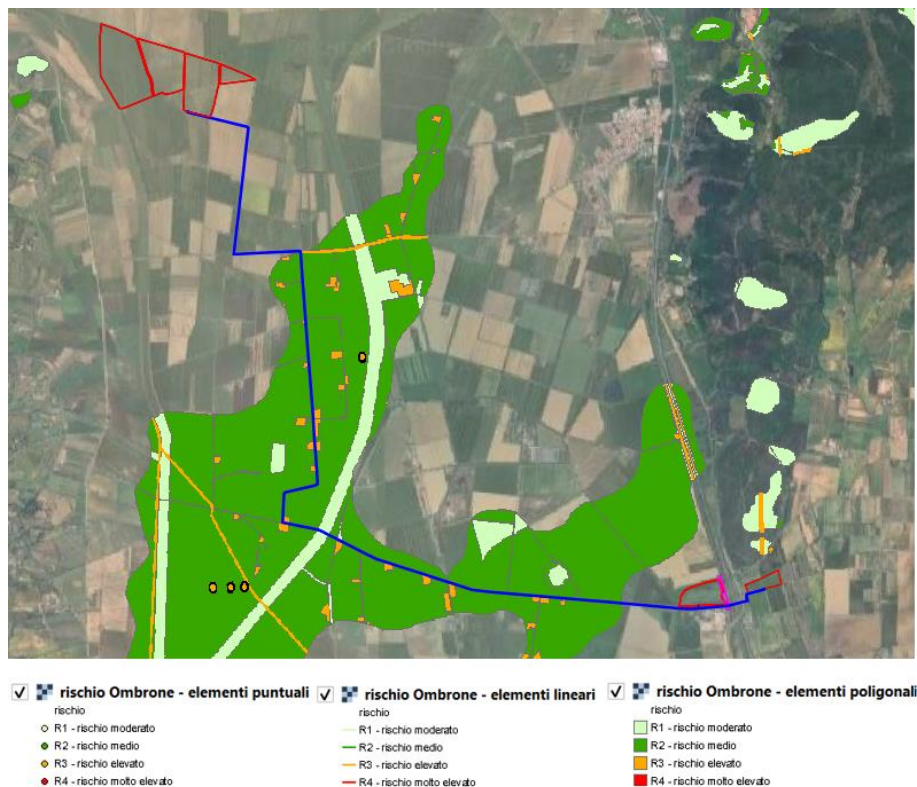 rischio Ombrone - elementi puntuali
rischio
R1 - rischio moderato
R2 - rischio medio
R3 - rischio elevato
R4 - rischio molto elevato
rischio Ombrone - elementi lineari
rischio
R1 - rischio moderato
R2 - rischio medio
R3 - rischio elevato
R4 - rischio molto elevato
rischio Ombrone - elementi poligonali
rischio
R1 - rischio moderato
R2 - rischio medio
R3 - rischio elevato
R4 - rischio molto elevato